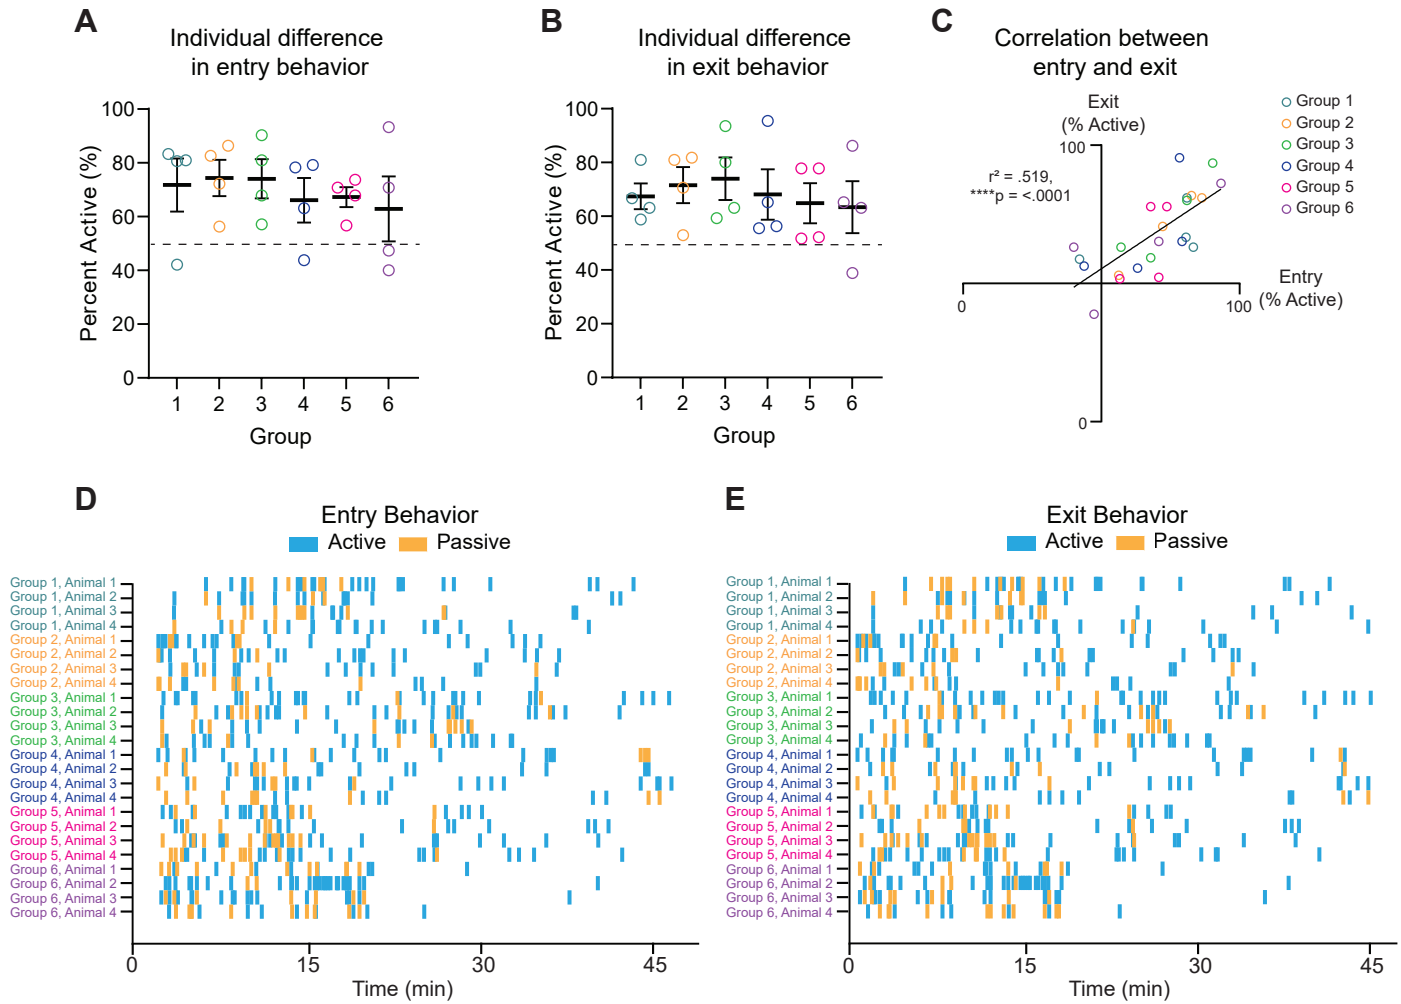 A
Individual difference
in entry behavior
100
80
60
40
20
0
Percent Active (%)
1 2 3 4 5 6
Group
B
Individual difference
in exit behavior
100
80
60
40
20
0
Percent Active (%)
1 2 3 4 5 6
Group
C
Correlation between
entry and exit
Exit
(% Active)
100
r² = .519,
****p = <.0001
Entry
(% Active)
0
100
0
Group 1
Group 2
Group 3
Group 4
Group 5
Group 6
D
Entry Behavior
Active Passive
Group 1, Animal 1
Group 1, Animal 2
Group 1, Animal 3
Group 1, Animal 4
Group 2, Animal 1
Group 2, Animal 2
Group 2, Animal 3
Group 2, Animal 4
Group 3, Animal 1
Group 3, Animal 2
Group 3, Animal 3
Group 3, Animal 4
Group 4, Animal 1
Group 4, Animal 2
Group 4, Animal 3
Group 4, Animal 4
Group 5, Animal 1
Group 5, Animal 2
Group 5, Animal 3
Group 5, Animal 4
Group 6, Animal 1
Group 6, Animal 2
Group 6, Animal 3
Group 6, Animal 4
0 15 30 45
Time (min)
E
Exit Behavior
Active Passive
Group 1, Animal 1
Group 1, Animal 2
Group 1, Animal 3
Group 1, Animal 4
Group 2, Animal 1
Group 2, Animal 2
Group 2, Animal 3
Group 2, Animal 4
Group 3, Animal 1
Group 3, Animal 2
Group 3, Animal 3
Group 3, Animal 4
Group 4, Animal 1
Group 4, Animal 2
Group 4, Animal 3
Group 4, Animal 4
Group 5, Animal 1
Group 5, Animal 2
Group 5, Animal 3
Group 5, Animal 4
Group 6, Animal 1
Group 6, Animal 2
Group 6, Animal 3
Group 6, Animal 4
0 15 30 45
Time (min)